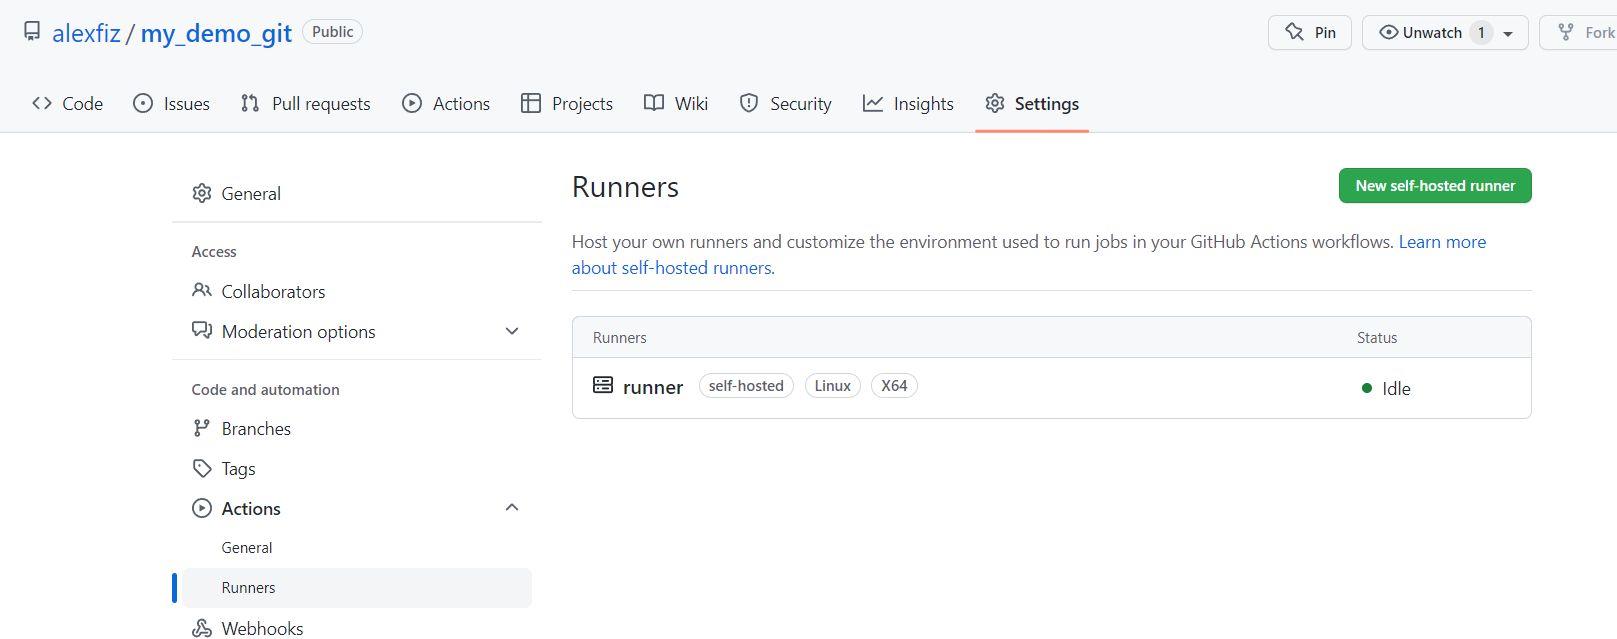 alexfiz / my_demo_git Public
Pin Unwatch 1 Fork
Code Issues Pull requests Actions Projects Wiki Security Insights Settings
General
Access
Collaborators
Moderation options
Code and automation
Branches
Tags
Actions
General
Runners
Webhooks
Runners
New self-hosted runner
Host your own runners and customize the environment used to run jobs in your GitHub Actions workflows. Learn more
about self-hosted runners.
Runners Status
runner self-hosted Linux X64 Idle